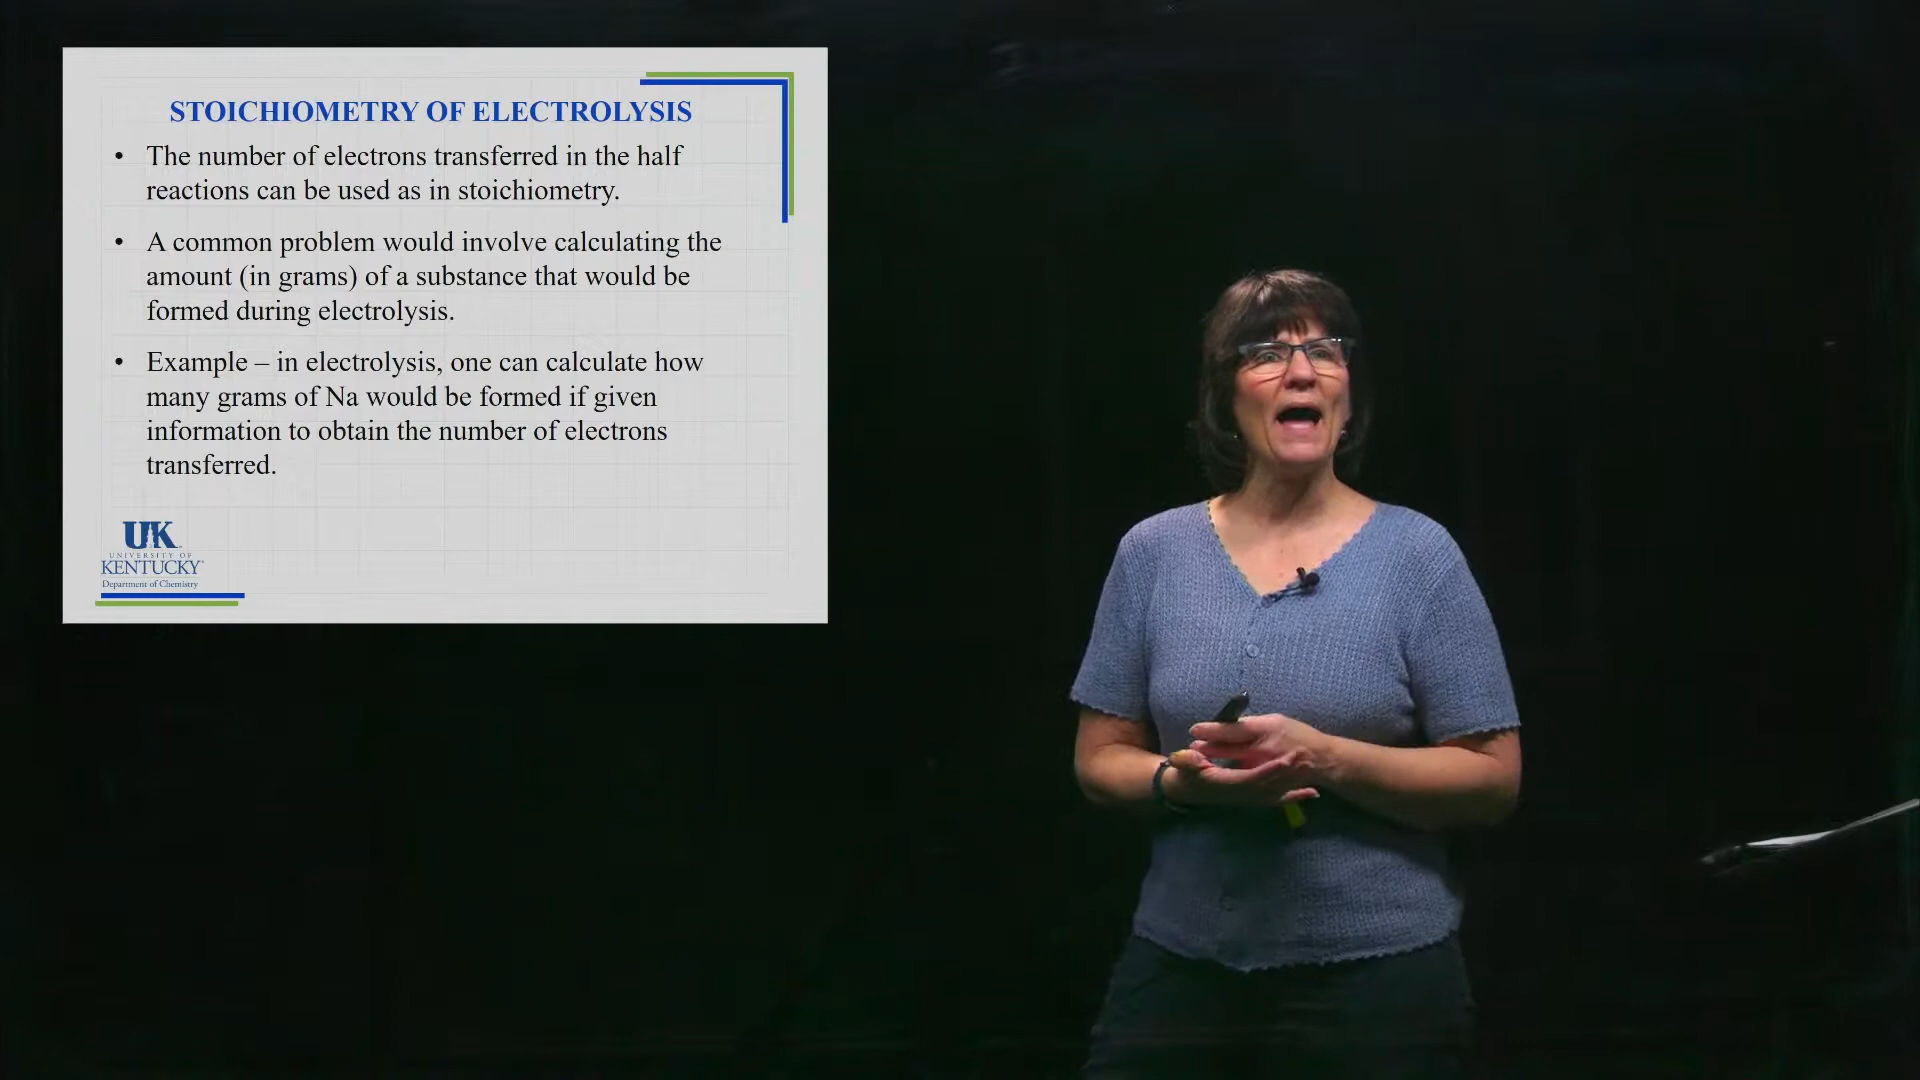 STOICHIOMETRY OF ELECTROLYSIS
• The number of electrons transferred in the half
reactions can be used as in stoichiometry.
• A common problem would involve calculating the
amount (in grams) of a substance that would be
formed during electrolysis.
• Example – in electrolysis, one can calculate how
many grams of Na would be formed if given
information to obtain the number of electrons
transferred.
UK
UNIVERSITY OF
KENTUCKY
Department of Chemistry